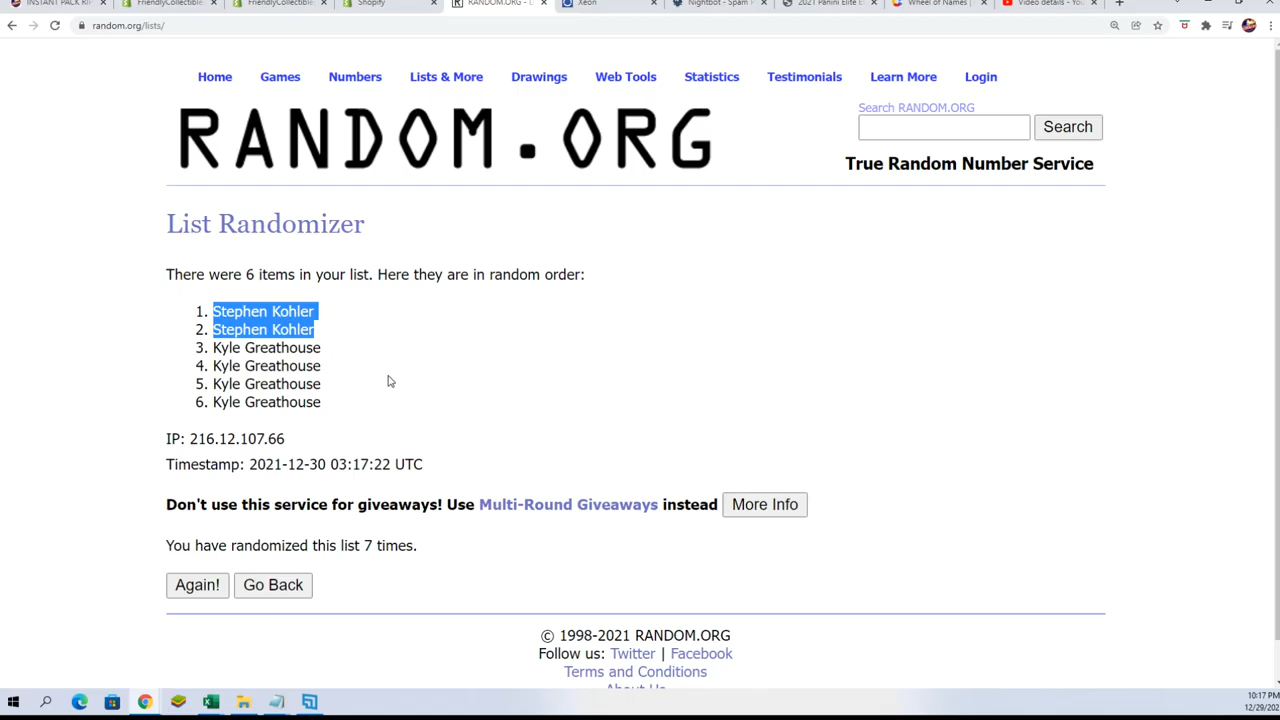 INSTANT PACK RIP
FriendlyCollectible
FriendlyCollectible
Shopify
RANDOM.ORG - L
Xeon
Nightbot - Spam
2021 Panini Elite E
Wheel of Names |
Video details - Yo
random.org/lists/
Home Games Numbers Lists & More Drawings Web Tools Statistics Testimonials Learn More Login
RANDOM.ORG
Search RANDOM.ORG
Search
True Random Number Service
List Randomizer
There were 6 items in your list. Here they are in random order:
1. Stephen Kohler
2. Stephen Kohler
3. Kyle Greathouse
4. Kyle Greathouse
5. Kyle Greathouse
6. Kyle Greathouse
IP: 216.12.107.66
Timestamp: 2021-12-30 03:17:22 UTC
Don't use this service for giveaways! Use Multi-Round Giveaways instead More Info
You have randomized this list 7 times.
Again! Go Back
© 1998-2021 RANDOM.ORG
Follow us: Twitter | Facebook
Terms and Conditions
About Us
10:17 PM
12/29/202